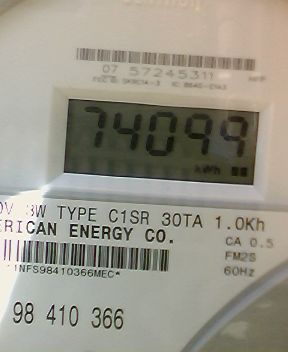 07 57245311
74099
kWh
0V 3W TYPE C1SR 30TA 1.0Kh
ERICAN ENERGY CO.
CA 0.5
FM2S
60Hz
*INFS98410366MEC*
98 410 366